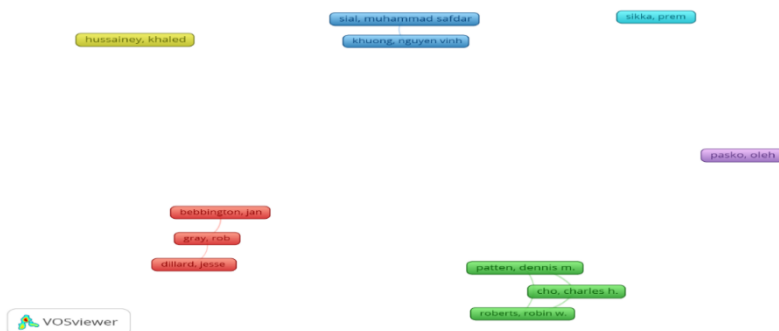 sial, muhammad safdar
sikka, prem
hussainey, khaled
khuong, nguyen vinh
pasko, oleh
bebbington, jan
gray, rob
dillard, jesse
patten, dennis m.
cho, charles h.
roberts, robin w.
VOSviewer